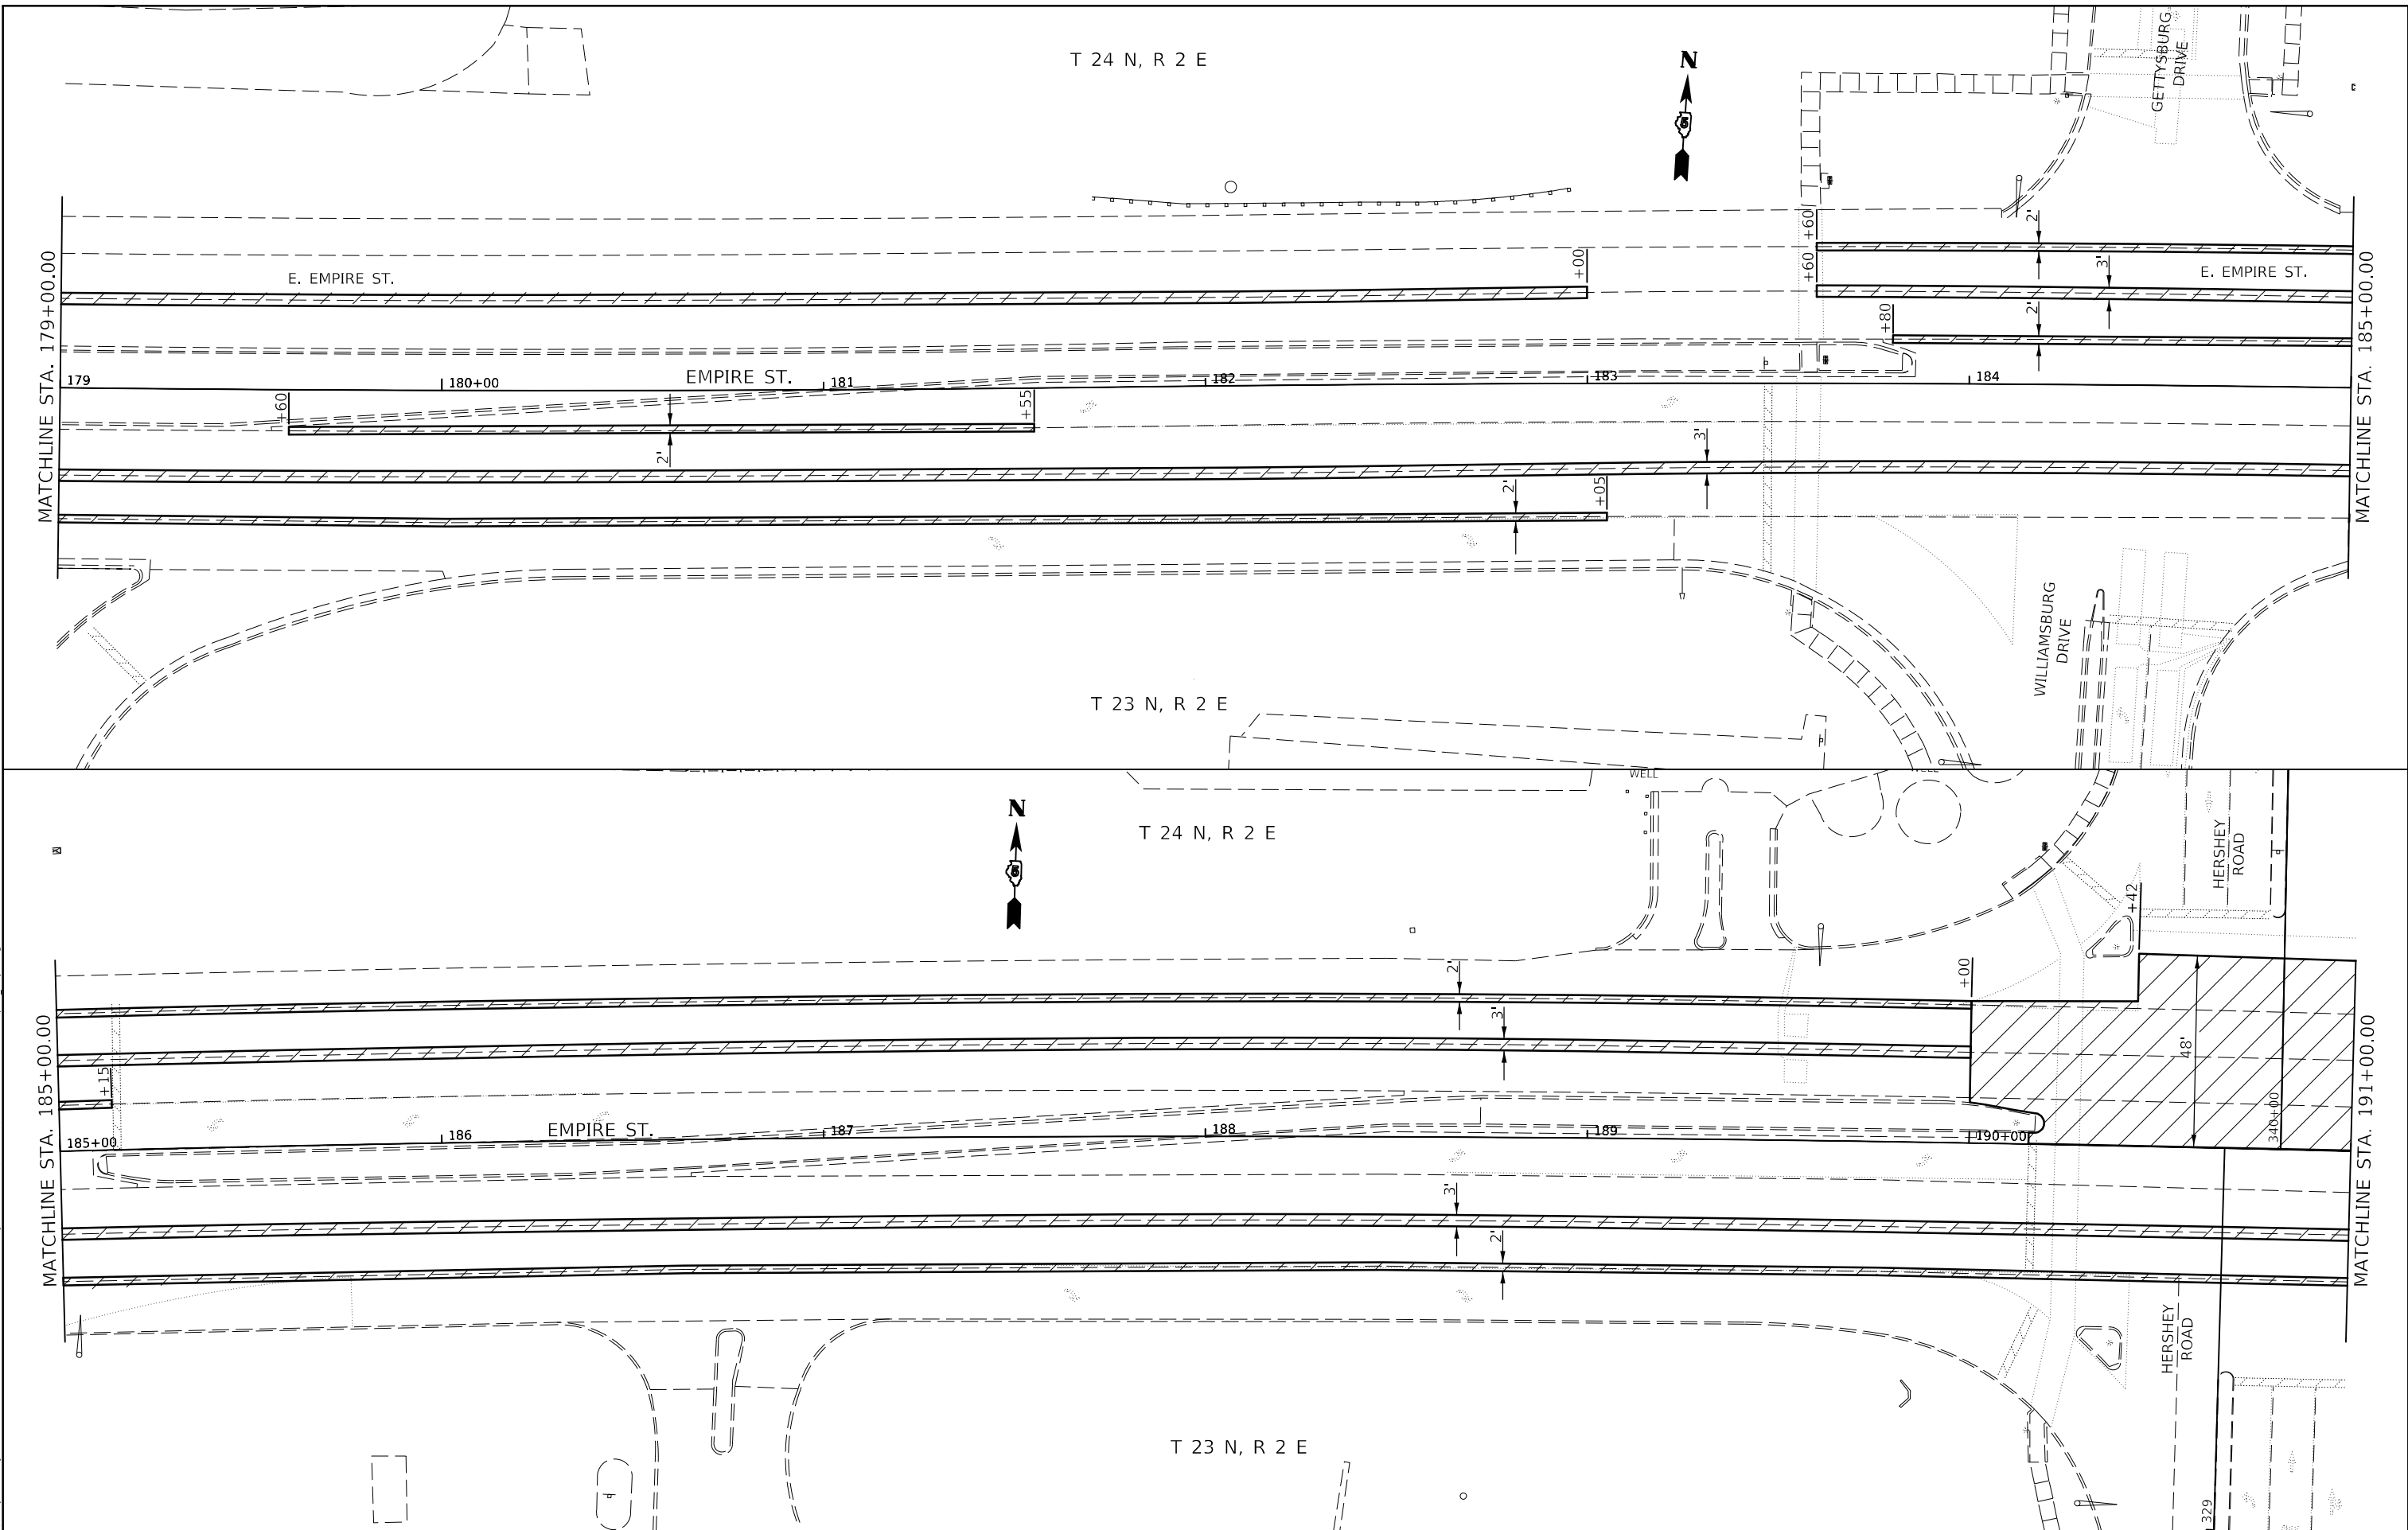 T 24 N, R 2 E
N
GETTYSBURG
DRIVE
MATCHLINE STA. 179+00.00
E. EMPIRE ST.
+00
+60
+60
2'
3'
E. EMPIRE ST.
+80
2'
MATCHLINE STA. 185+00.00
179
180+00
EMPIRE ST.
181
182
183
184
+60
+55
2'
3'
2'
+05
WILLIAMSBURG
DRIVE
T 23 N, R 2 E
WELL
N
T 24 N, R 2 E
HERSHEY
ROAD
+42
MATCHLINE STA. 185+00.00
+15
2'
3'
+00
48'
340+00
MATCHLINE STA. 191+00.00
185+00
186
EMPIRE ST.
187
188
189
190+00
3'
2'
HERSHEY
ROAD
T 23 N, R 2 E
329